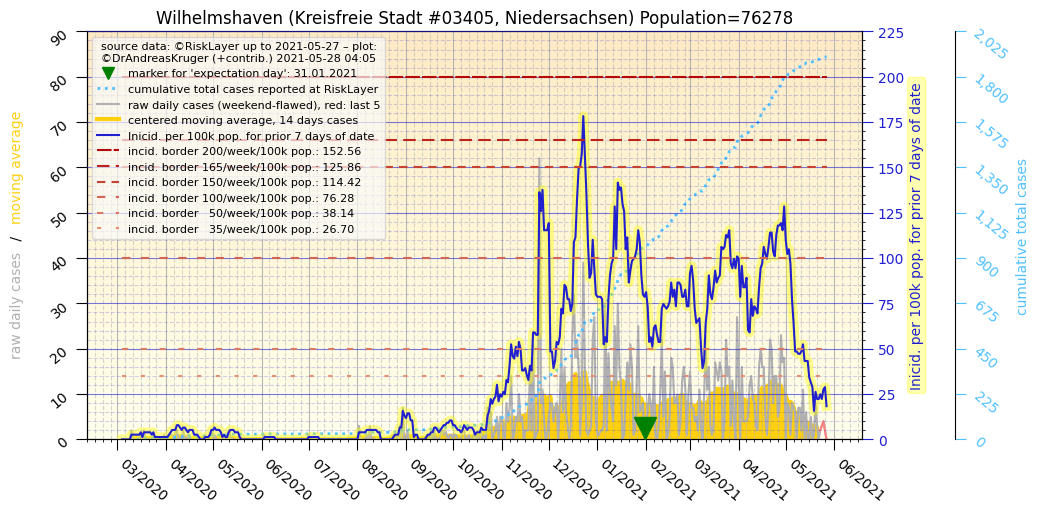 Wilhelmshaven (Kreisfreie Stadt #03405, Niedersachsen) Population=76278
source data: ©RiskLayer up to 2021-05-27 – plot:
©DrAndreasKruger (+contrib.) 2021-05-28 04:05
marker for 'expectation day': 31.01.2021
cumulative total cases reported at RiskLayer
raw daily cases (weekend-flawed), red: last 5
centered moving average, 14 days cases
Inicid. per 100k pop. for prior 7 days of date
incid. border 200/week/100k pop.: 152.56
incid. border 165/week/100k pop.: 125.86
incid. border 150/week/100k pop.: 114.42
incid. border 100/week/100k pop.: 76.28
incid. border   50/week/100k pop.: 38.14
incid. border   35/week/100k pop.: 26.70
raw daily cases / moving average
90
80
70
60
50
40
30
20
10
0
03/2020
04/2020
05/2020
06/2020
07/2020
08/2020
09/2020
10/2020
11/2020
12/2020
01/2021
02/2021
03/2021
04/2021
05/2021
06/2021
225
200
175
150
125
100
75
50
25
0
Inicid. per 100k pop. for prior 7 days of date
2,025
1,800
1,575
1,350
1,125
900
675
450
225
0
cumulative total cases